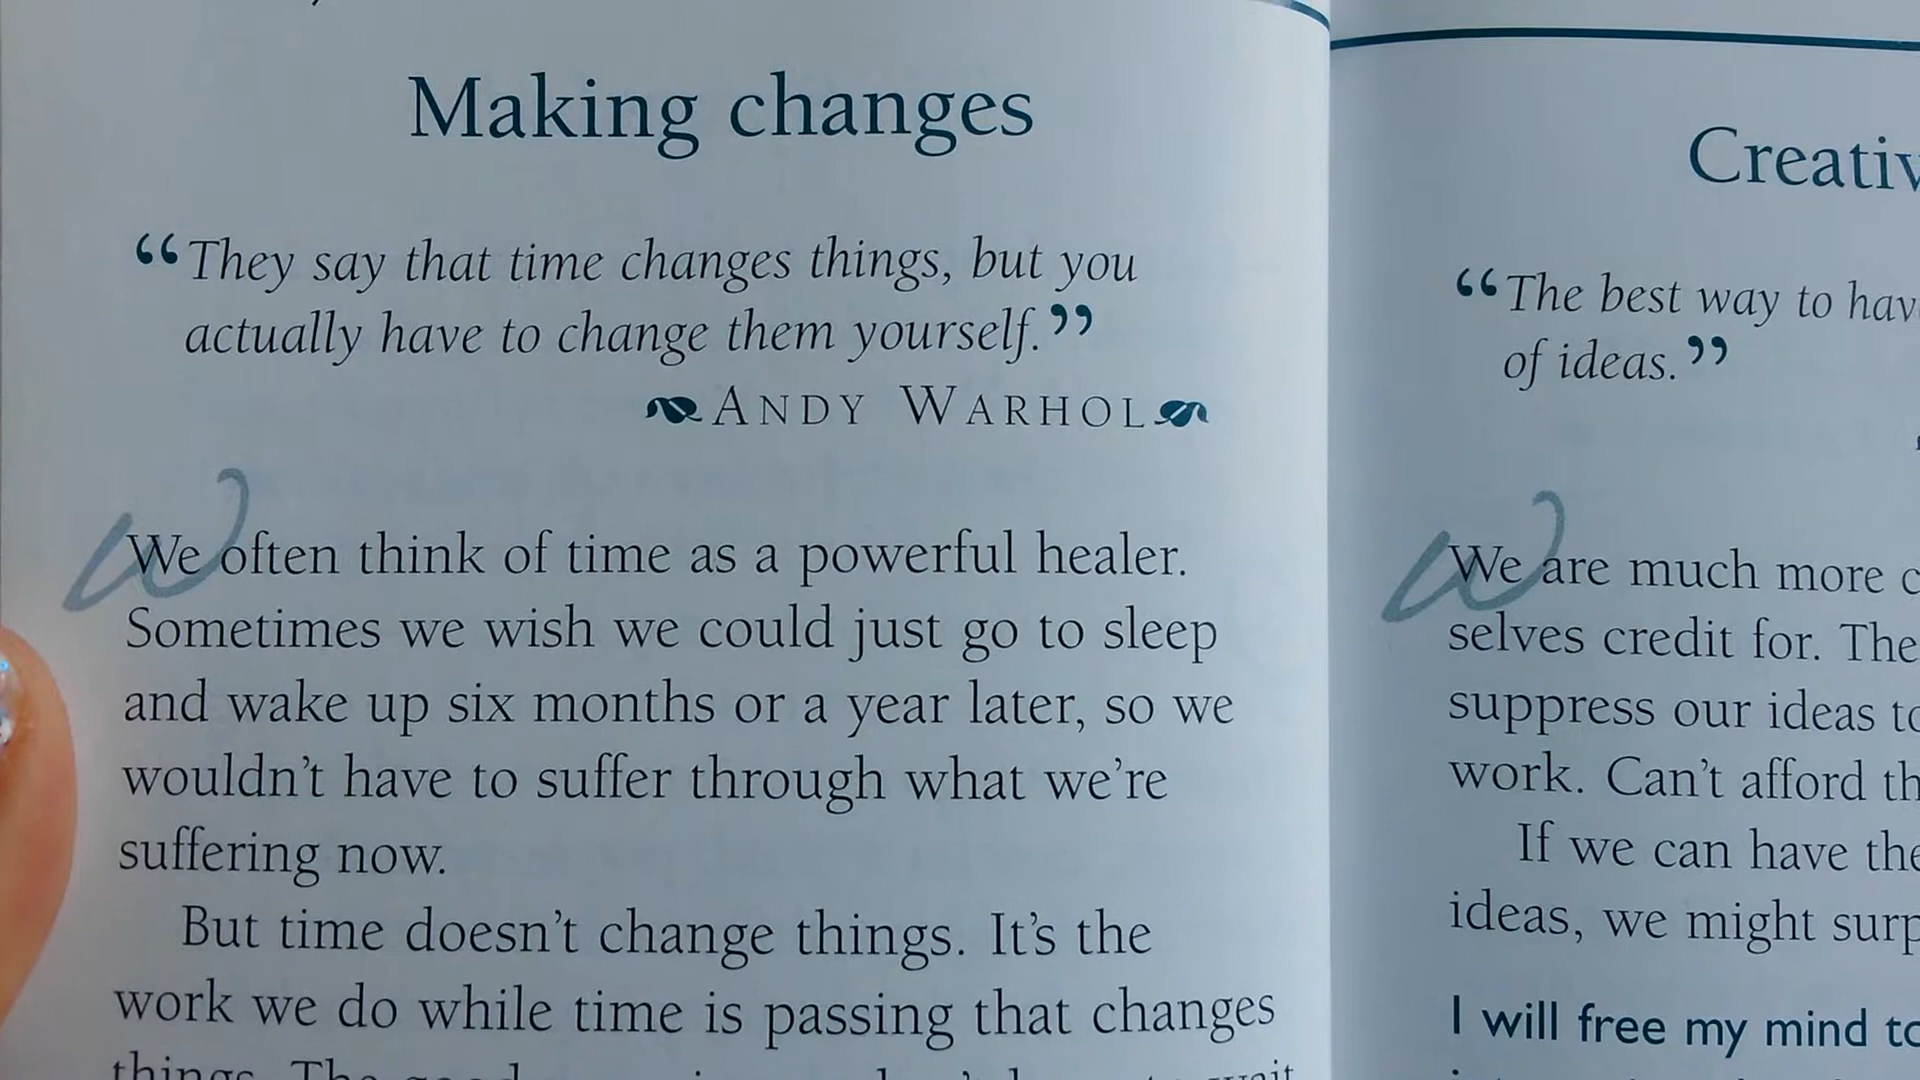 Making changes
“They say that time changes things, but you
actually have to change them yourself.”
ANDY WARHOL
We often think of time as a powerful healer.
Sometimes we wish we could just go to sleep
and wake up six months or a year later, so we
wouldn’t have to suffer through what we’re
suffering now.
But time doesn’t change things. It’s the
work we do while time is passing that changes
things. The good
Creativ
“The best way to hav
of ideas.”
We are much more c
selves credit for. The
suppress our ideas to
work. Can’t afford th
If we can have the
ideas, we might surp
I will free my mind to